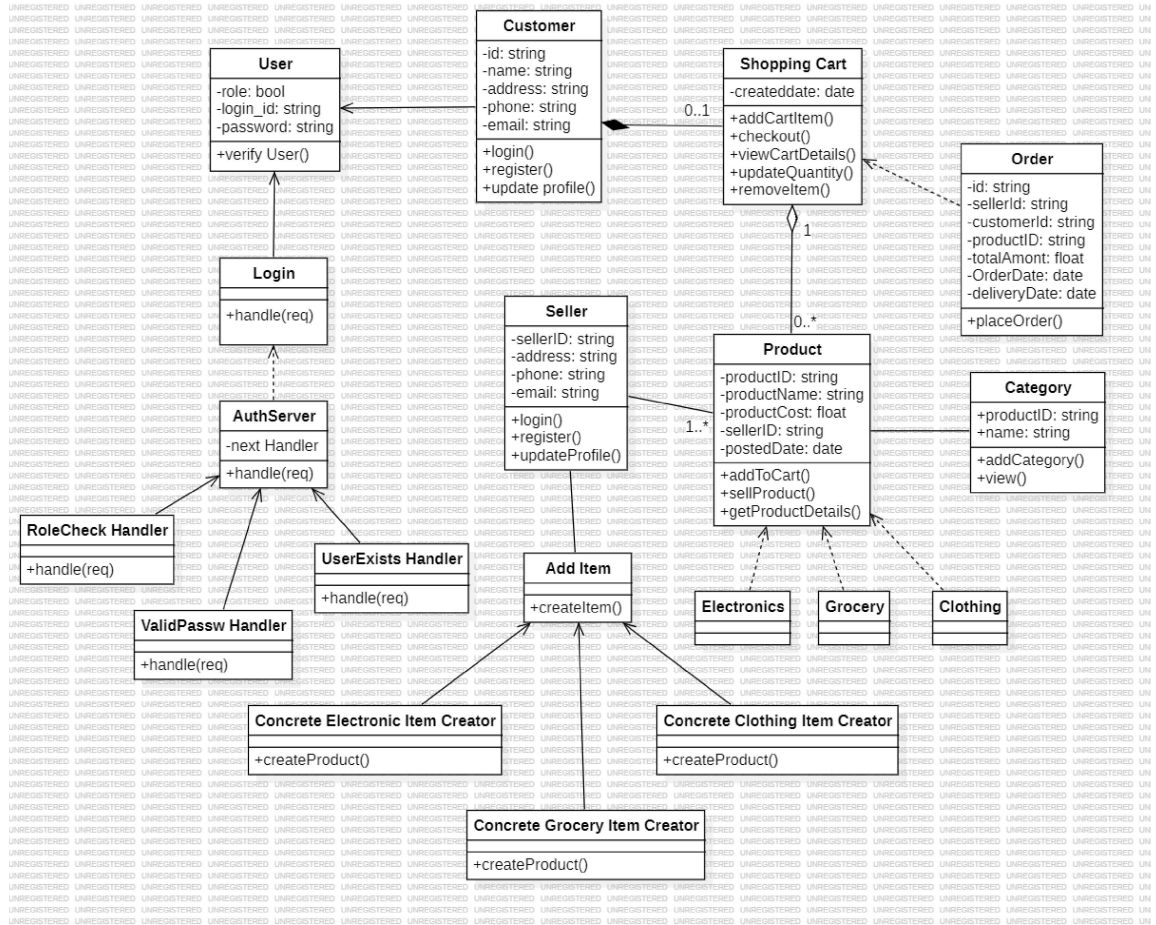 UNREGISTERED
Customer
-id: string
-name: string
-address: string
-phone: string
-email: string
+login()
+register()
+update profile()
User
-role: bool
-login_id: string
-password: string
+verify User()
Shopping Cart
-createddate: date
+addCartItem()
+checkout()
+viewCartDetails()
+updateQuantity()
+removeItem()
0..1
1
0..*
Order
-id: string
-sellerId: string
-customerId: string
-productID: string
-totalAmont: float
-OrderDate: date
-deliveryDate: date
+placeOrder()
Login
+handle(req)
Seller
-sellerID: string
-address: string
-phone: string
-email: string
+login()
+register()
+updateProfile()
1..*
Product
-productID: string
-productName: string
-productCost: float
-sellerID: string
-postedDate: date
+addToCart()
+sellProduct()
+getProductDetails()
Category
+productID: string
+name: string
+addCategory()
+view()
AuthServer
-next Handler
+handle(req)
RoleCheck Handler
+handle(req)
UserExists Handler
+handle(req)
ValidPassw Handler
+handle(req)
Add Item
+createItem()
Electronics
Grocery
Clothing
Concrete Electronic Item Creator
+createProduct()
Concrete Clothing Item Creator
+createProduct()
Concrete Grocery Item Creator
+createProduct()